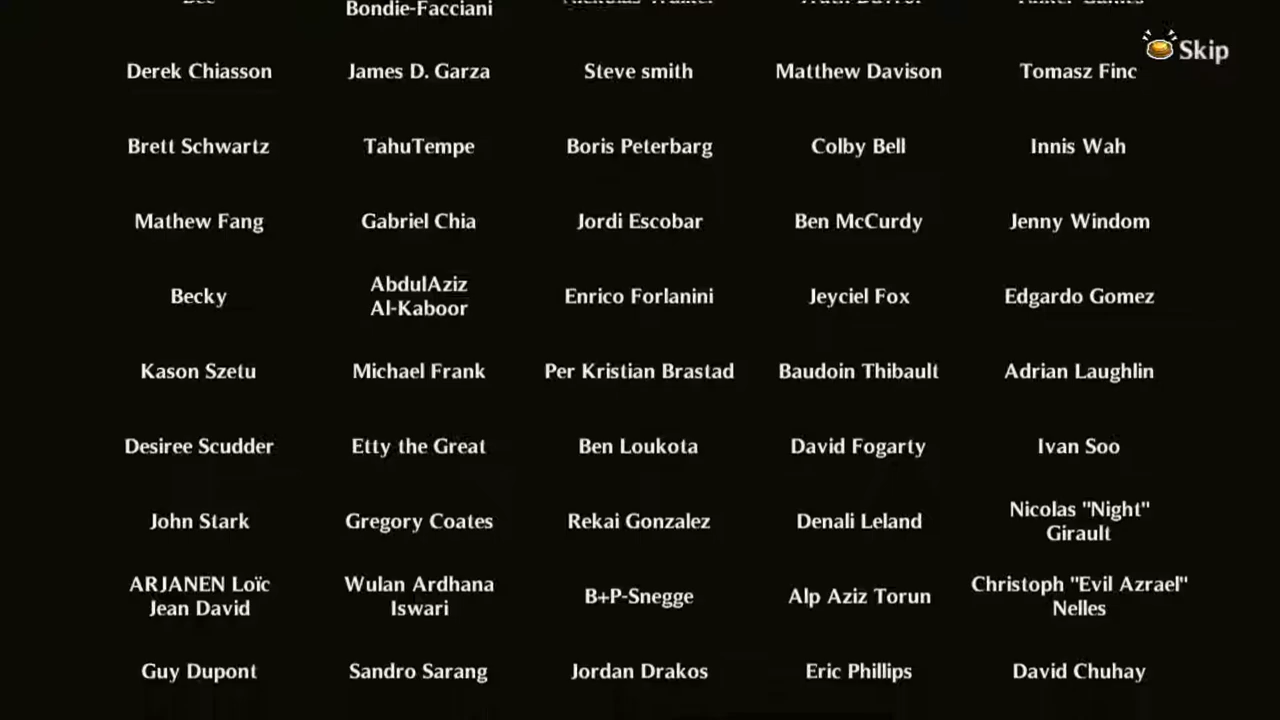 Bondie-Facciani
Skip
Derek Chiasson James D. Garza Steve smith Matthew Davison Tomasz Finc
Brett Schwartz TahuTempe Boris Peterbarg Colby Bell Innis Wah
Mathew Fang Gabriel Chia Jordi Escobar Ben McCurdy Jenny Windom
Becky AbdulAziz Al-Kaboor Enrico Forlanini Jeyciel Fox Edgardo Gomez
Kason Szetu Michael Frank Per Kristian Brastad Baudoin Thibault Adrian Laughlin
Desiree Scudder Etty the Great Ben Loukota David Fogarty Ivan Soo
John Stark Gregory Coates Rekai Gonzalez Denali Leland Nicolas "Night" Girault
ARJANEN Loïc Jean David Wulan Ardhana Iswari B+P-Snegge Alp Aziz Torun Christoph "Evil Azrael" Nelles
Guy Dupont Sandro Sarang Jordan Drakos Eric Phillips David Chuhay